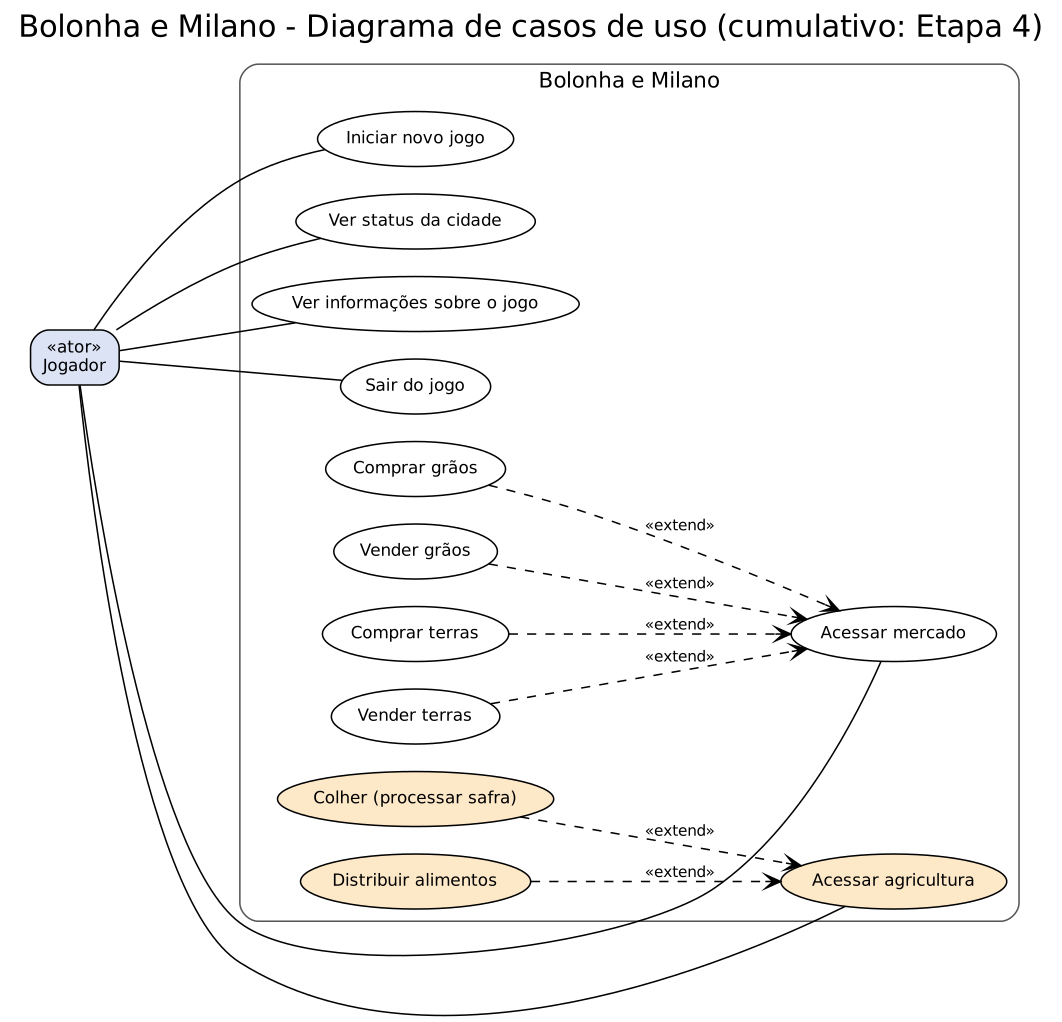 Bolonha e Milano - Diagrama de casos de uso (cumulativo: Etapa 4)
Bolonha e Milano
Iniciar novo jogo
Ver status da cidade
Ver informações sobre o jogo
«ator»
Jogador
Sair do jogo
Comprar grãos
«extend»
Vender grãos
«extend»
Comprar terras
«extend»
Acessar mercado
«extend»
Vender terras
Colher (processar safra)
«extend»
Distribuir alimentos
«extend»
Acessar agricultura